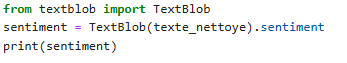 from textblob import TextBlob
sentiment = TextBlob(texte_nettoye).sentiment
print(sentiment)